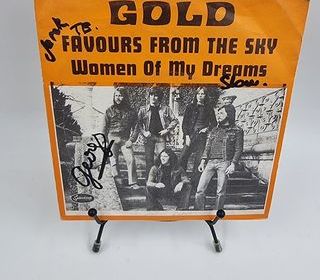 GOLD
FAVOURS FROM THE SKY
Women Of My Dreams